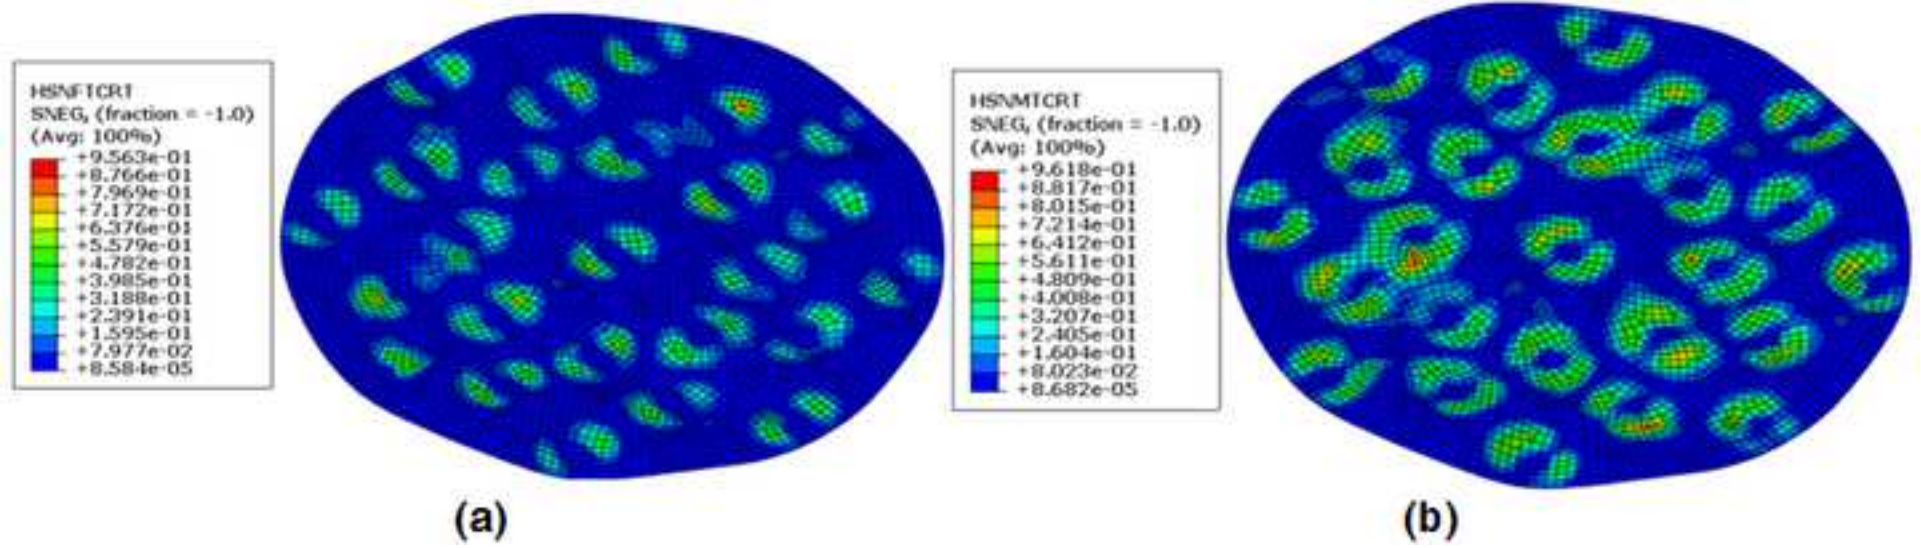 HSNFTCRT
SNEG, (fraction = -1.0)
(Avg: 100%)
+9.563e-01
+8.766e-01
+7.969e-01
+7.172e-01
+6.376e-01
+5.579e-01
+4.782e-01
+3.985e-01
+3.188e-01
+2.391e-01
+1.595e-01
+7.977e-02
+8.584e-05
HSNMTCRT
SNEG, (fraction = -1.0)
(Avg: 100%)
+9.618e-01
+8.817e-01
+8.015e-01
+7.214e-01
+6.412e-01
+5.611e-01
+4.809e-01
+4.008e-01
+3.207e-01
+2.405e-01
+1.604e-01
+8.023e-02
+8.682e-05
(a)
(b)